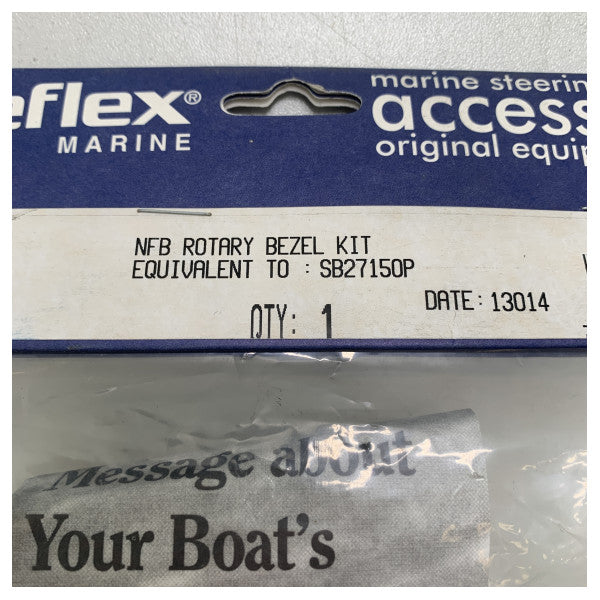 eflex®
MARINE
marine steerin
access
original equip
NFB ROTARY BEZEL KIT
EQUIVALENT TO : SB27150P
DATE: 13014
QTY: 1
Message about
Your Boat's